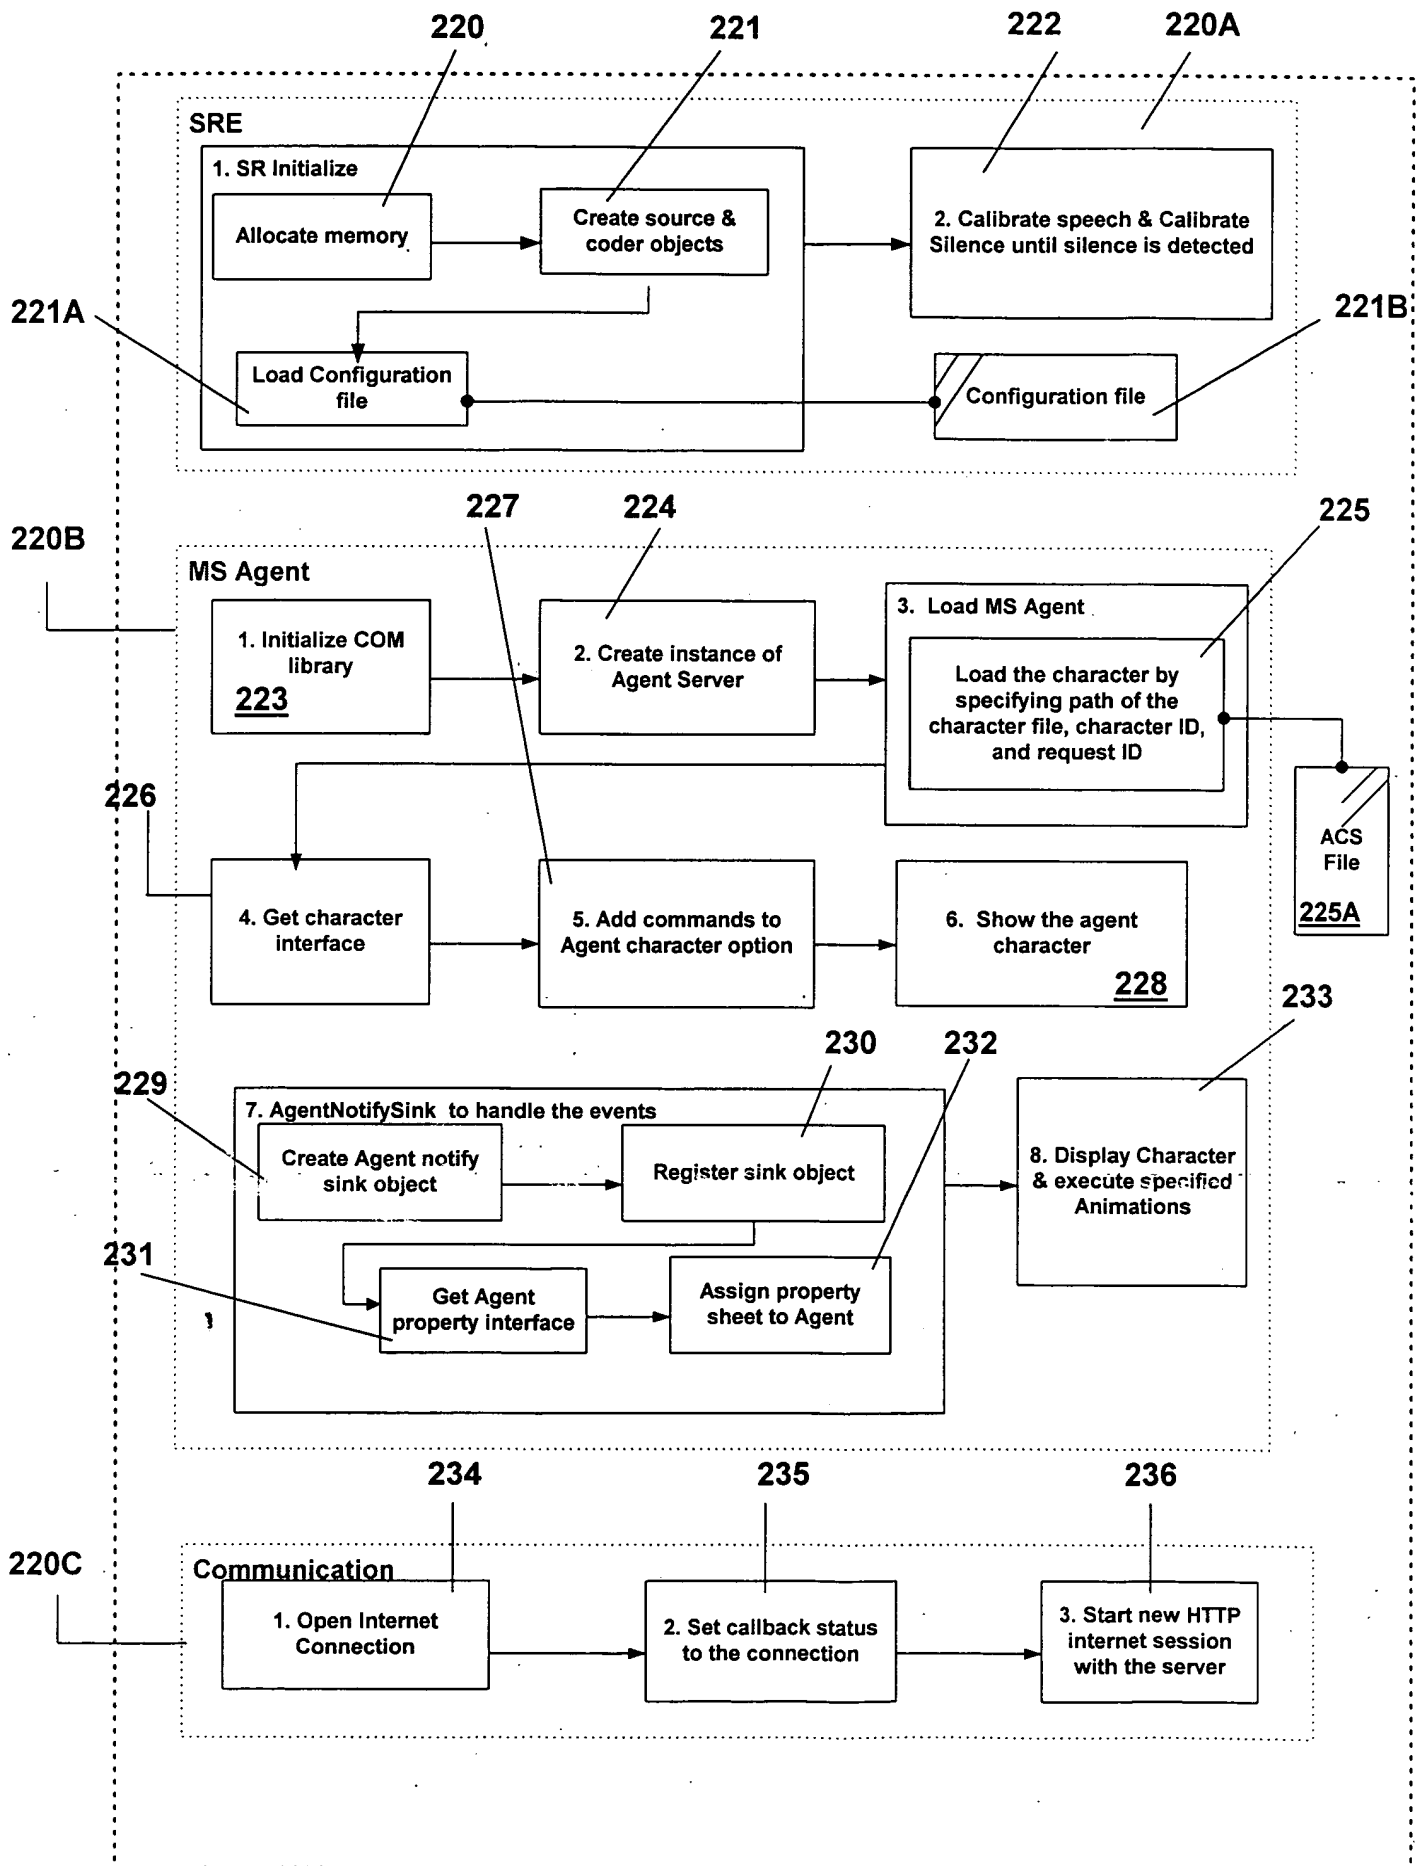 220
221
222
220A
SRE
1. SR Initialize
Allocate memory
Create source &
coder objects
2. Calibrate speech & Calibrate
Silence until silence is detected
221A
221B
Load Configuration
file
Configuration file
227
224
225
220B
MS Agent
1. Initialize COM
library
223
2. Create instance of
Agent Server
3. Load MS Agent
Load the character by
specifying path of the
character file, character ID,
and request ID
226
ACS
File
225A
4. Get character
interface
5. Add commands to
Agent character option
6. Show the agent
character
228
233
230
232
229
7. AgentNotifySink to handle the events
Create Agent notify
sink object
Register sink object
8. Display Character
& execute specified
Animations
231
Get Agent
property interface
Assign property
sheet to Agent
234
235
236
220C
Communication
1. Open Internet
Connection
2. Set callback status
to the connection
3. Start new HTTP
internet session
with the server